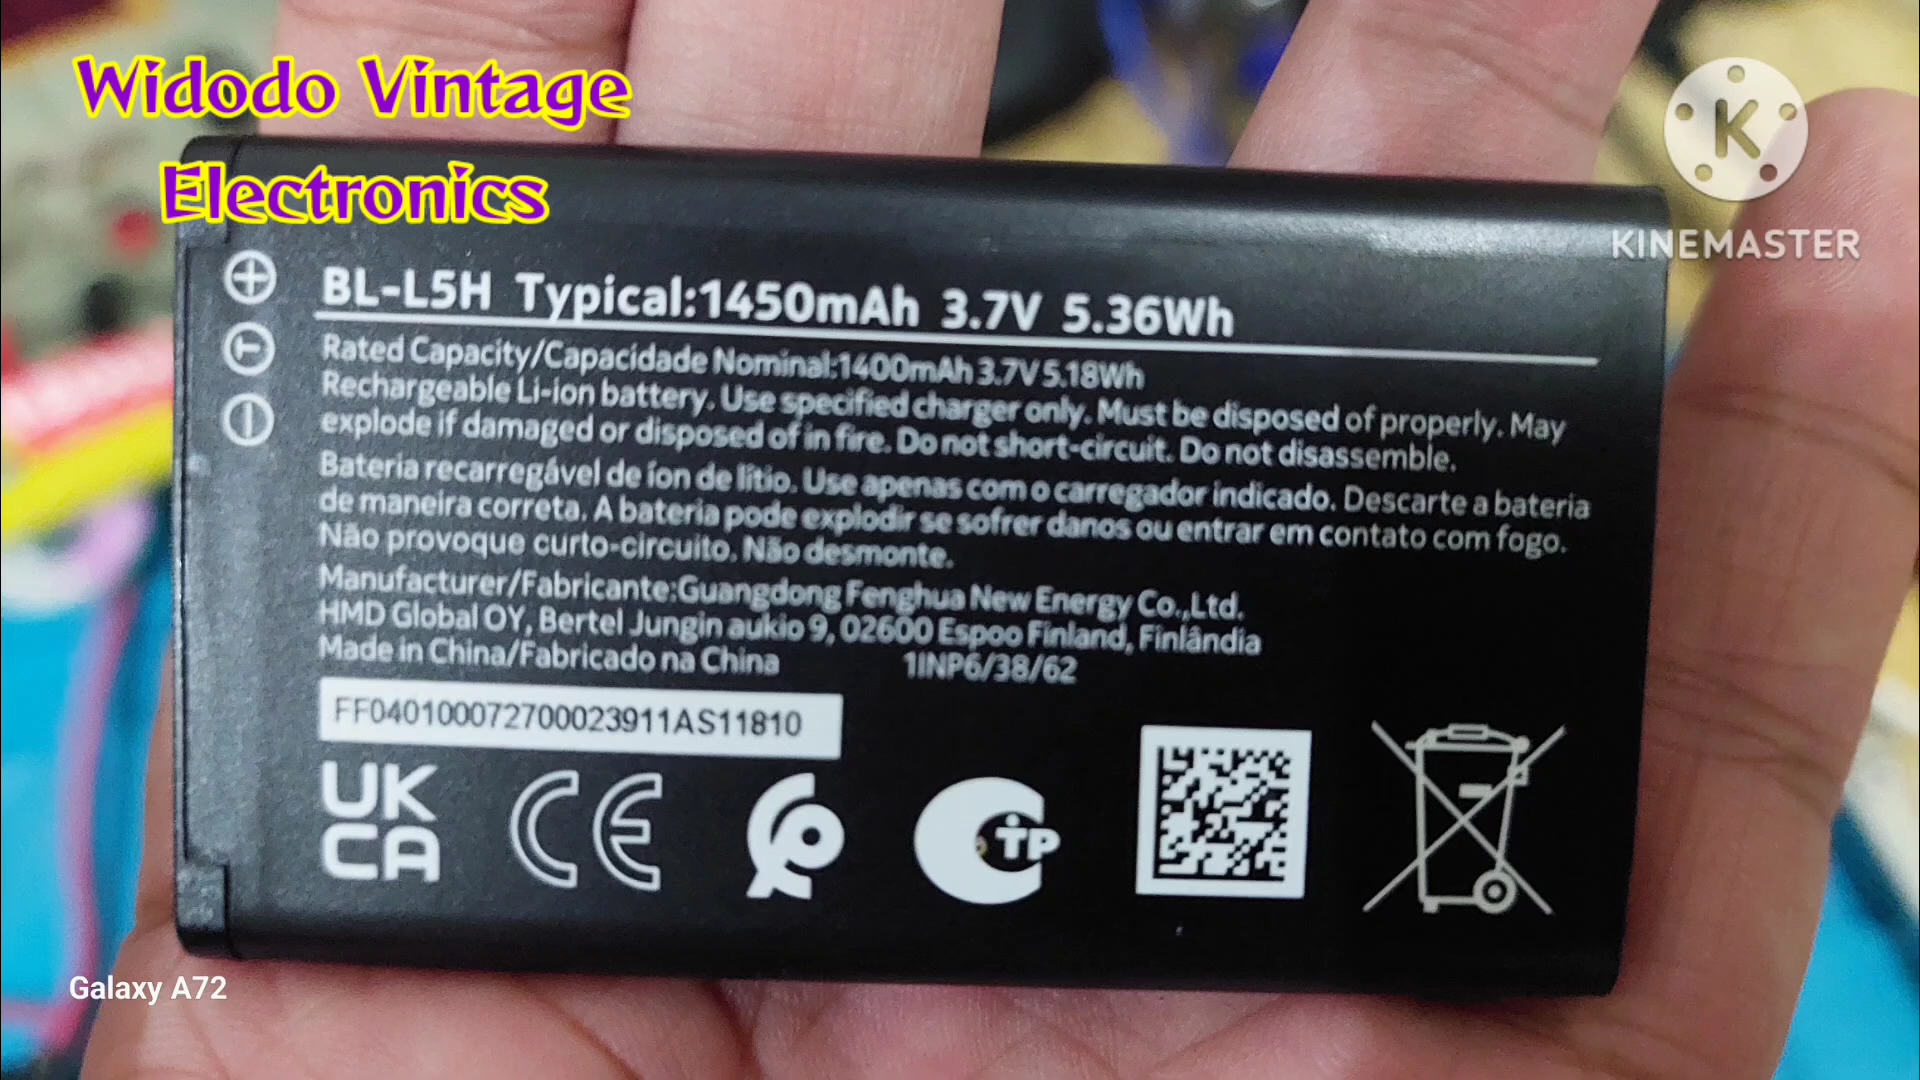 Widodo Vintage
Electronics
K
KINEMASTER
BL-L5H Typical:1450mAh 3.7V 5.36Wh
Rated Capacity/Capacidade Nominal:1400mAh 3.7V 5.18Wh
Rechargeable Li-ion battery. Use specified charger only. Must be disposed of properly. May
explode if damaged or disposed of in fire. Do not short-circuit. Do not disassemble.
Bateria recarregável de íon de lítio. Use apenas com o carregador indicado. Descarte a bateria
de maneira correta. A bateria pode explodir se sofrer danos ou entrar em contato com fogo.
Não provoque curto-circuito. Não desmonte.
Manufacturer/Fabricante:Guangdong Fenghua New Energy Co.,Ltd.
HMD Global OY, Bertel Jungin aukio 9, 02600 Espoo Finland, Finlândia
Made in China/Fabricado na China 1INP6/38/62
FF040100072700023911AS11810
UK
CA
CE
TP
Galaxy A72